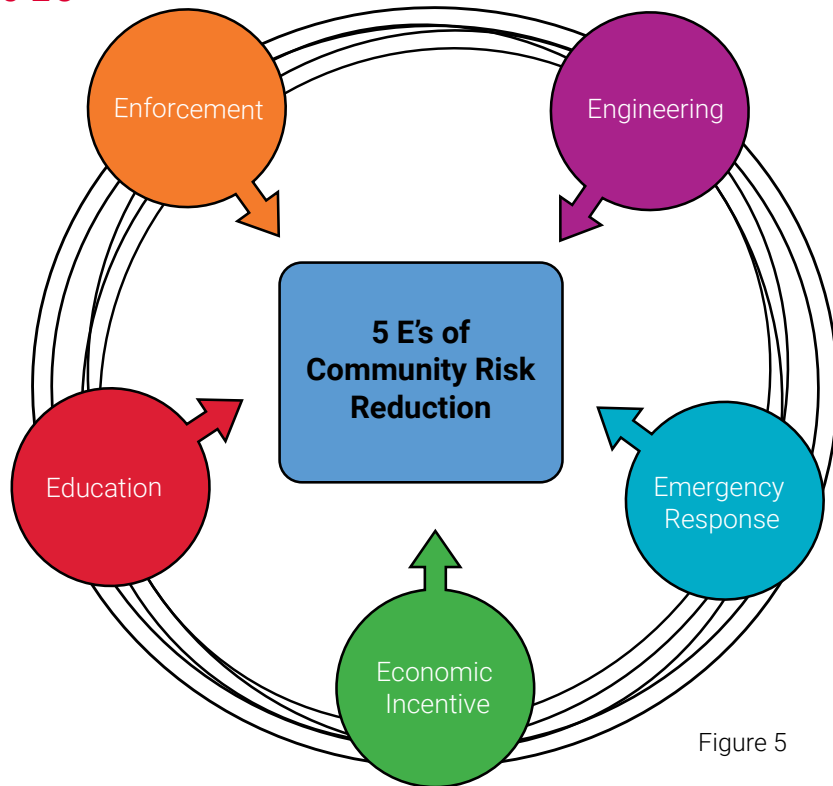 Enforcement
Engineering
5 E's of
Community Risk
Reduction
Education
Emergency
Response
Economic
Incentive
Figure 5